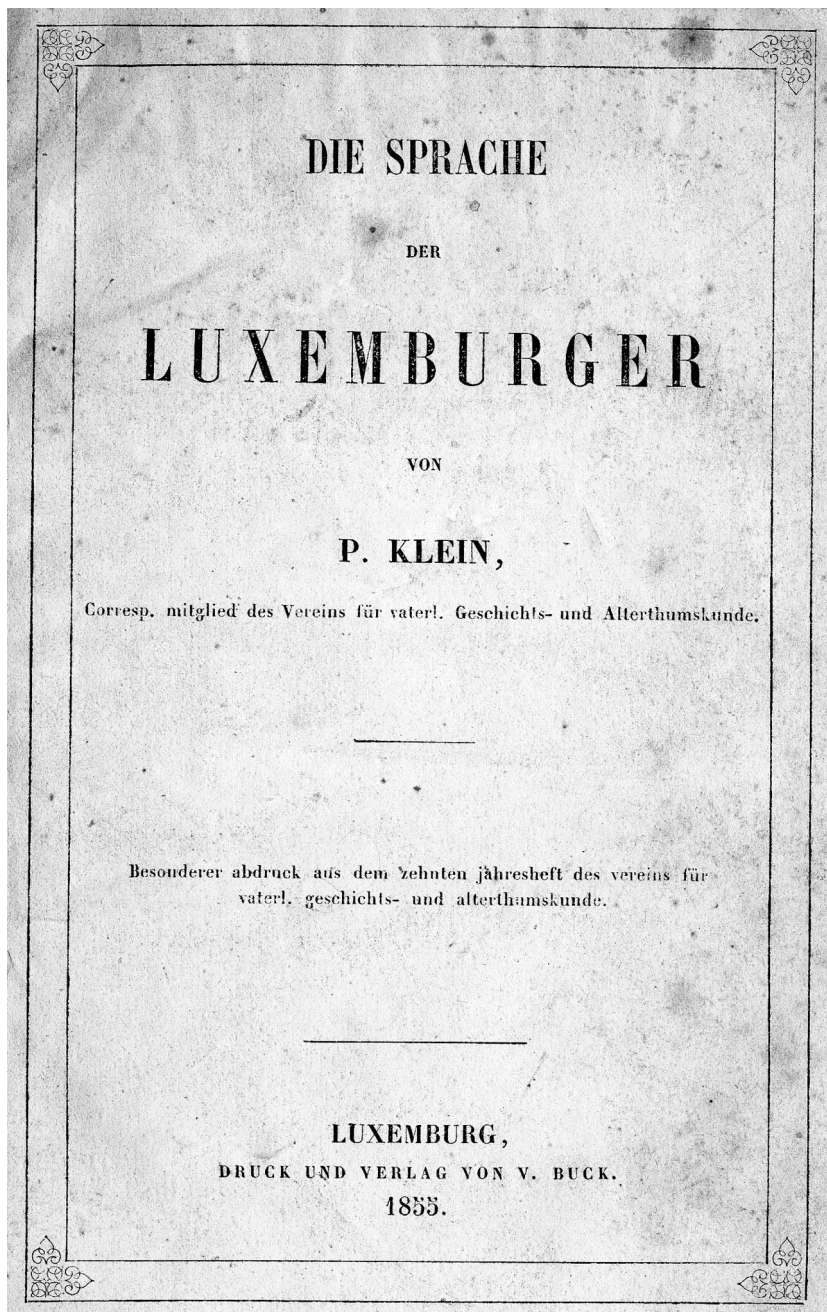 DIE SPRACHE
DER
LUXEMBURGER
VON
P. KLEIN,
Corresp. mitglied des Vereins für vaterl. Geschichts- und Alterthumskunde.
Besonderer abdruck aus dem zehnten jahresheft des vereins für
vaterl. geschichts- und alterthumskunde.
LUXEMBURG,
DRUCK UND VERLAG VON V. BUCK.
1855.